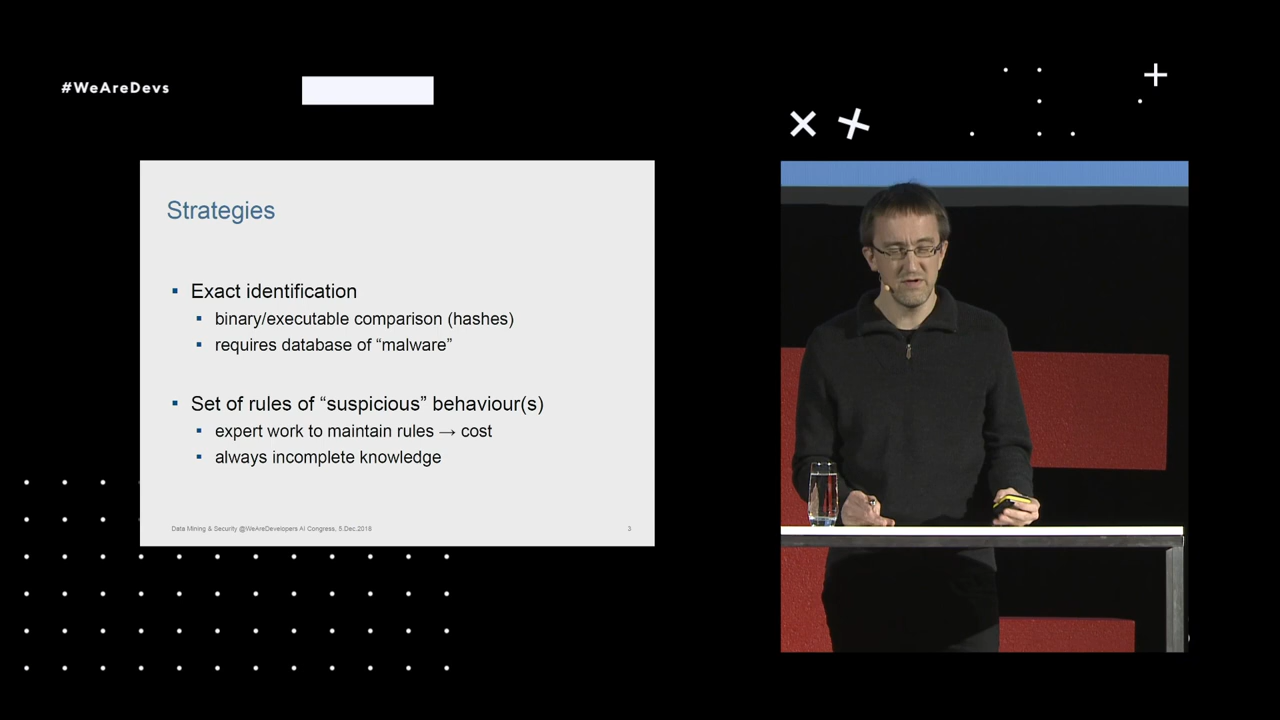 #WeAreDevs
Strategies
▪ Exact identification
▪ binary/executable comparison (hashes)
▪ requires database of “malware”
▪ Set of rules of “suspicious” behaviour(s)
▪ expert work to maintain rules → cost
▪ always incomplete knowledge
Data Mining & Security @WeAreDevelopers AI Congress, 5.Dec.2018 3